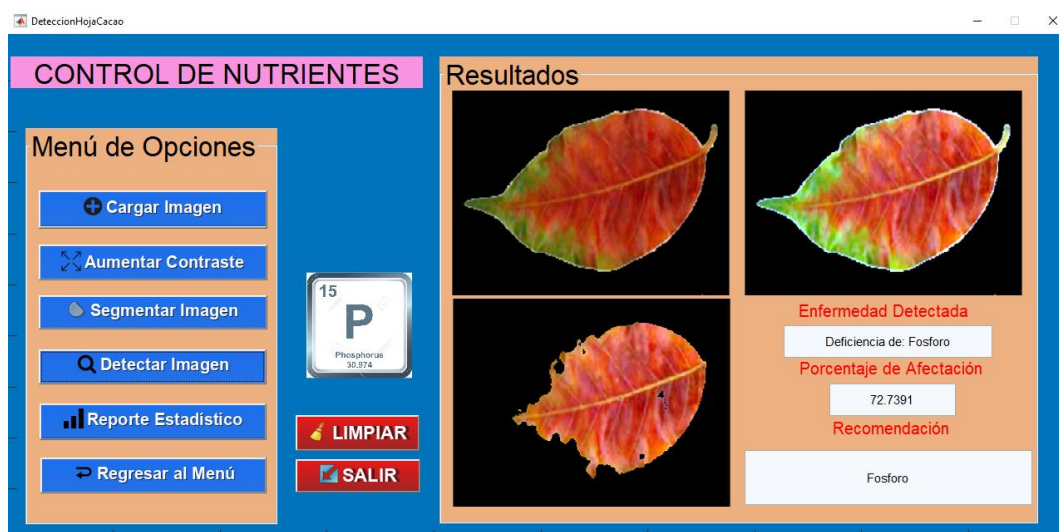 DeteccionHojaCacao
CONTROL DE NUTRIENTES
Menú de Opciones
Cargar Imagen
Aumentar Contraste
Segmentar Imagen
Detectar Imagen
Reporte Estadístico
Regresar al Menú
15
P
Phosphorus
30.974
LIMPIAR
SALIR
Resultados
Enfermedad Detectada
Deficiencia de: Fosforo
Porcentaje de Afectación
72.7391
Recomendación
Fosforo